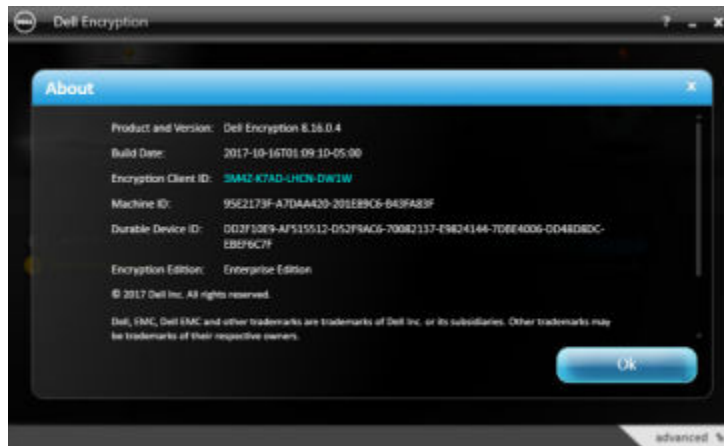 DELL Dell Encryption ? _ x
About x
Product and Version: Dell Encryption 8.16.0.4
Build Date: 2017-10-16T01:09:10-05:00
Encryption Client ID: 3M4Z-K7AD-LHCN-DW1W
Machine ID: 95E2173F-A7DAA420-201E89C6-B43FA83F
Durable Device ID: DD2F10E9-AF515512-D52F9AC6-70082137-E9824144-7DBE4006-DD48D8DC-
EBEF6C7F
Encryption Edition: Enterprise Edition
© 2017 Dell Inc. All rights reserved.
Dell, EMC, Dell EMC and other trademarks are trademarks of Dell Inc. or its subsidiaries. Other trademarks may
be trademarks of their respective owners.
Ok
advanced